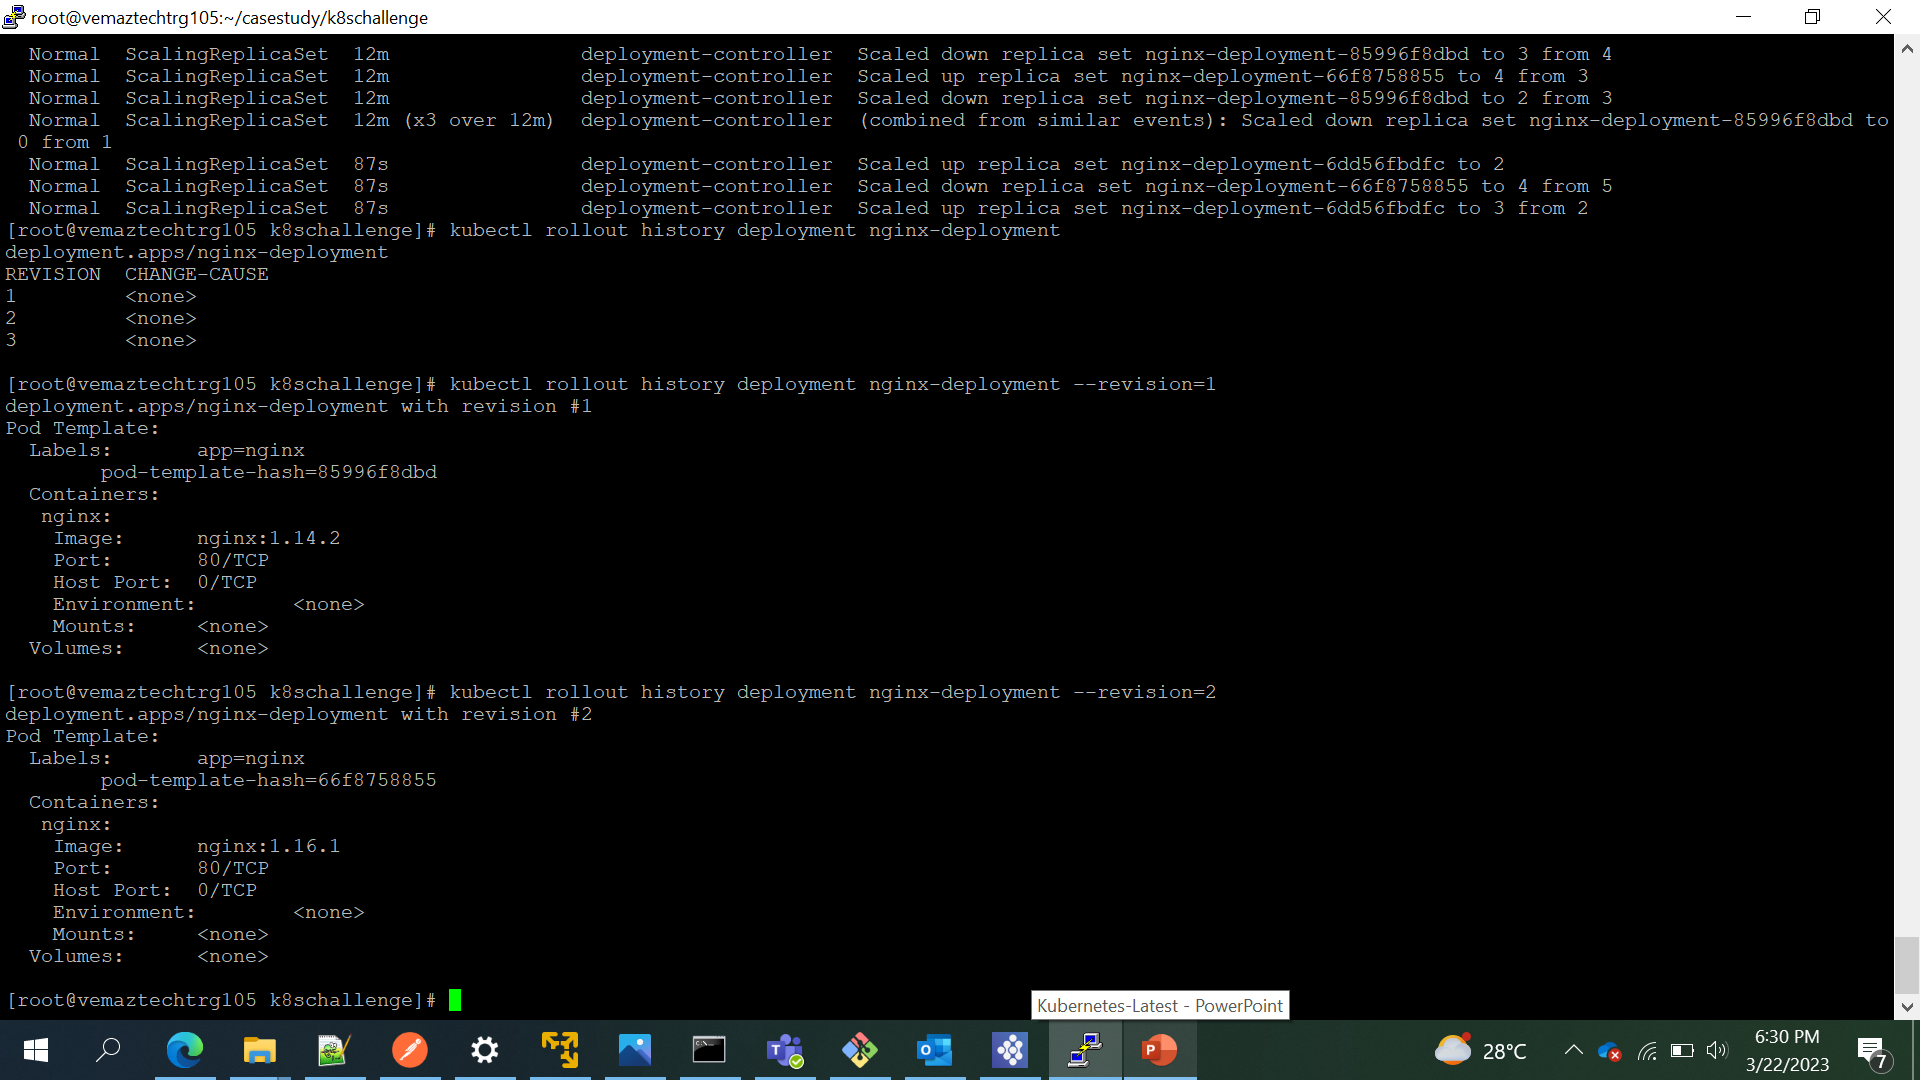 root@vemaztechtrg105:~/casestudy/k8schallenge
Normal ScalingReplicaSet 12m deployment-controller Scaled down replica set nginx-deployment-85996f8dbd to 3 from 4
Normal ScalingReplicaSet 12m deployment-controller Scaled up replica set nginx-deployment-66f8758855 to 4 from 3
Normal ScalingReplicaSet 12m deployment-controller Scaled down replica set nginx-deployment-85996f8dbd to 2 from 3
Normal ScalingReplicaSet 12m (x3 over 12m) deployment-controller (combined from similar events): Scaled down replica set nginx-deployment-85996f8dbd to
0 from 1
Normal ScalingReplicaSet 87s deployment-controller Scaled up replica set nginx-deployment-6dd56fbdfc to 2
Normal ScalingReplicaSet 87s deployment-controller Scaled down replica set nginx-deployment-66f8758855 to 4 from 5
Normal ScalingReplicaSet 87s deployment-controller Scaled up replica set nginx-deployment-6dd56fbdfc to 3 from 2
[root@vemaztechtrg105 k8schallenge]# kubectl rollout history deployment nginx-deployment
deployment.apps/nginx-deployment
REVISION CHANGE-CAUSE
1 <none>
2 <none>
3 <none>
[root@vemaztechtrg105 k8schallenge]# kubectl rollout history deployment nginx-deployment --revision=1
deployment.apps/nginx-deployment with revision #1
Pod Template:
Labels: app=nginx
pod-template-hash=85996f8dbd
Containers:
nginx:
Image: nginx:1.14.2
Port: 80/TCP
Host Port: 0/TCP
Environment: <none>
Mounts: <none>
Volumes: <none>
[root@vemaztechtrg105 k8schallenge]# kubectl rollout history deployment nginx-deployment --revision=2
deployment.apps/nginx-deployment with revision #2
Pod Template:
Labels: app=nginx
pod-template-hash=66f8758855
Containers:
nginx:
Image: nginx:1.16.1
Port: 80/TCP
Host Port: 0/TCP
Environment: <none>
Mounts: <none>
Volumes: <none>
[root@vemaztechtrg105 k8schallenge]#
Kubernetes-Latest - PowerPoint
28°C
6:30 PM
3/22/2023
7